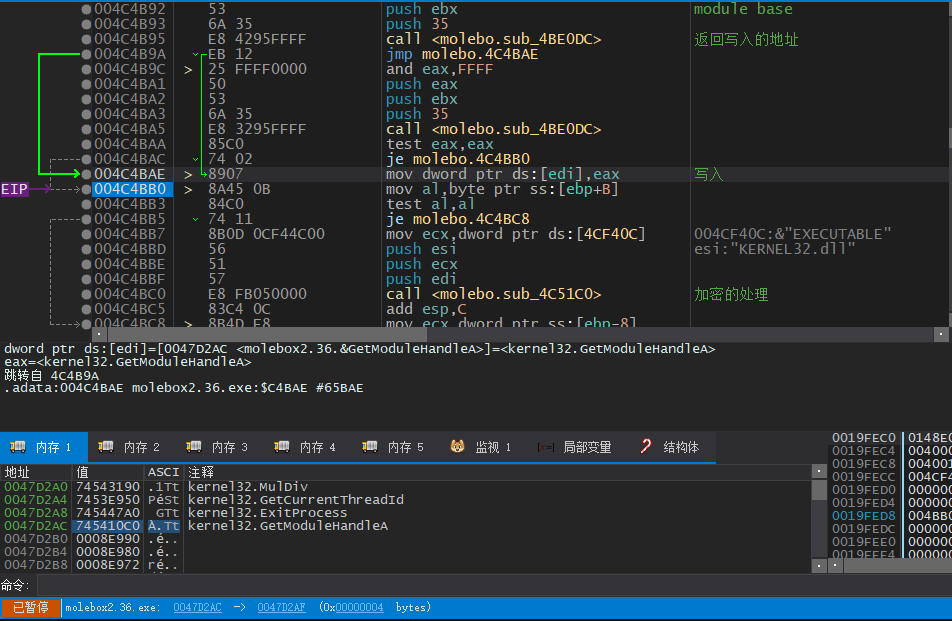 004C4B92 53 push ebx module base
004C4B93 6A 35 push 35
004C4B95 E8 4295FFFF call <molebo.sub_4BE0DC> 返回写入的地址
004C4B9A EB 12 jmp molebo.4C4BAE
004C4B9C > 25 FFFF0000 and eax,FFFF
004C4BA1 50 push eax
004C4BA2 53 push ebx
004C4BA3 6A 35 push 35
004C4BA5 E8 3295FFFF call <molebo.sub_4BE0DC>
004C4BAA 85C0 test eax,eax
004C4BAC 74 02 je molebo.4C4BB0
004C4BAE > 8907 mov dword ptr ds:[edi],eax 写入
EIP 004C4BB0 > 8A45 0B mov al,byte ptr ss:[ebp+B]
004C4BB3 84C0 test al,al
004C4BB5 74 11 je molebo.4C4BC8
004C4BB7 8B0D 0CF44C00 mov ecx,dword ptr ds:[4CF40C] 004CF40C:&"EXECUTABLE"
004C4BBD 56 push esi esi:"KERNEL32.dll"
004C4BBE 51 push ecx
004C4BBF 57 push edi
004C4BC0 E8 FB050000 call <molebo.sub_4C51C0> 加密的处理
004C4BC5 83C4 0C add esp,C
004C4BC8 > 8B4D E8 mov ecx,dword ptr ss:[ebp-8]
dword ptr ds:[edi]=[0047D2AC <molebox2.36.&GetModuleHandleA>]=<kernel32.GetModuleHandleA>
eax=<kernel32.GetModuleHandleA>
跳转自 4C4B9A
.adata:004C4BAE molebox2.36.exe:$C4BAE #65BAE
内存 1 内存 2 内存 3 内存 4 内存 5 监视 1 [x=] 局部变量 结构体
地址 值 ASCI 注释
0047D2A0 74543190 .1Tt kernel32.MulDiv
0047D2A4 7453E950 PéSt kernel32.GetCurrentThreadId
0047D2A8 745447A0 GTt kernel32.ExitProcess
0047D2AC 745410C0 À.Tt kernel32.GetModuleHandleA
0047D2B0 0008E990 .é..
0047D2B4 0008E980 .é..
0047D2B8 0008E972 ré..
0019FEC0 0148E0
0019FEC4 004000
0019FEC8 004001
0019FECC 004CF4
0019FED0 000000
0019FED4 000000
0019FED8 004BB0
0019FEDC 000000
0019FEE0 000000
0019FEE4 000000
命令:
已暂停 molebox2.36.exe: 0047D2AC -> 0047D2AF (0x00000004 bytes)